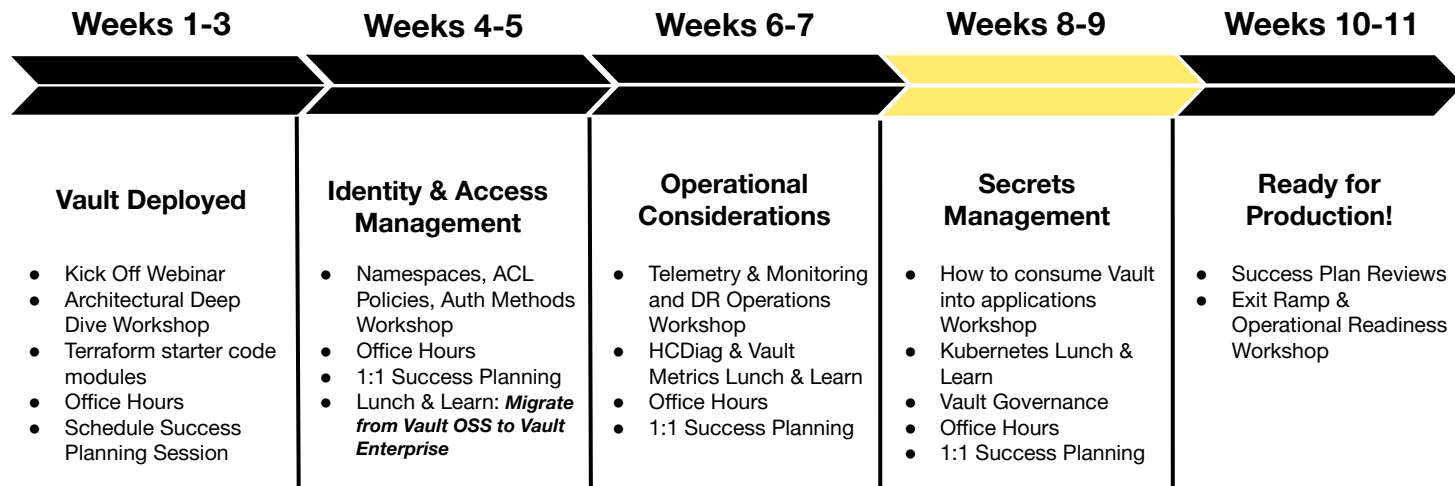 Weeks 1-3
Weeks 4-5
Weeks 6-7
Weeks 8-9
Weeks 10-11
Vault Deployed
● Kick Off Webinar
● Architectural Deep
Dive Workshop
● Terraform starter code
modules
● Office Hours
● Schedule Success
Planning Session
Identity & Access
Management
● Namespaces, ACL
Policies, Auth Methods
Workshop
● Office Hours
● 1:1 Success Planning
● Lunch & Learn: Migrate
from Vault OSS to Vault
Enterprise
Operational
Considerations
● Telemetry & Monitoring
and DR Operations
Workshop
● HCDiag & Vault
Metrics Lunch & Learn
● Office Hours
● 1:1 Success Planning
Secrets
Management
● How to consume Vault
into applications
Workshop
● Kubernetes Lunch &
Learn
● Vault Governance
● Office Hours
● 1:1 Success Planning
Ready for
Production!
● Success Plan Reviews
● Exit Ramp &
Operational Readiness
Workshop